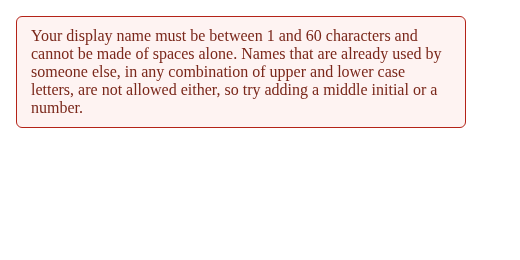 Your display name must be between 1 and 60 characters and
cannot be made of spaces alone. Names that are already used by
someone else, in any combination of upper and lower case
letters, are not allowed either, so try adding a middle initial or a
number.